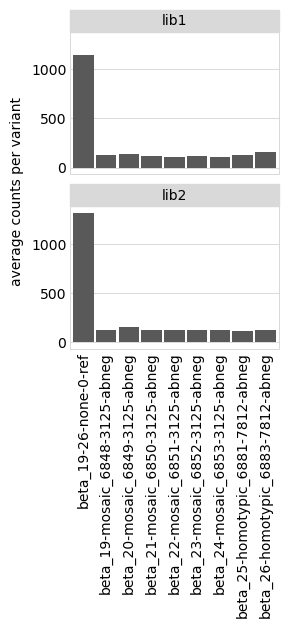 lib1
1000
500
0
average counts per variant
lib2
1000
500
0
beta_19-26-none-0-ref
beta_19-mosaic_6848-3125-abneg
beta_20-mosaic_6849-3125-abneg
beta_21-mosaic_6850-3125-abneg
beta_22-mosaic_6851-3125-abneg
beta_23-mosaic_6852-3125-abneg
beta_24-mosaic_6853-3125-abneg
beta_25-homotypic_6881-7812-abneg
beta_26-homotypic_6883-7812-abneg